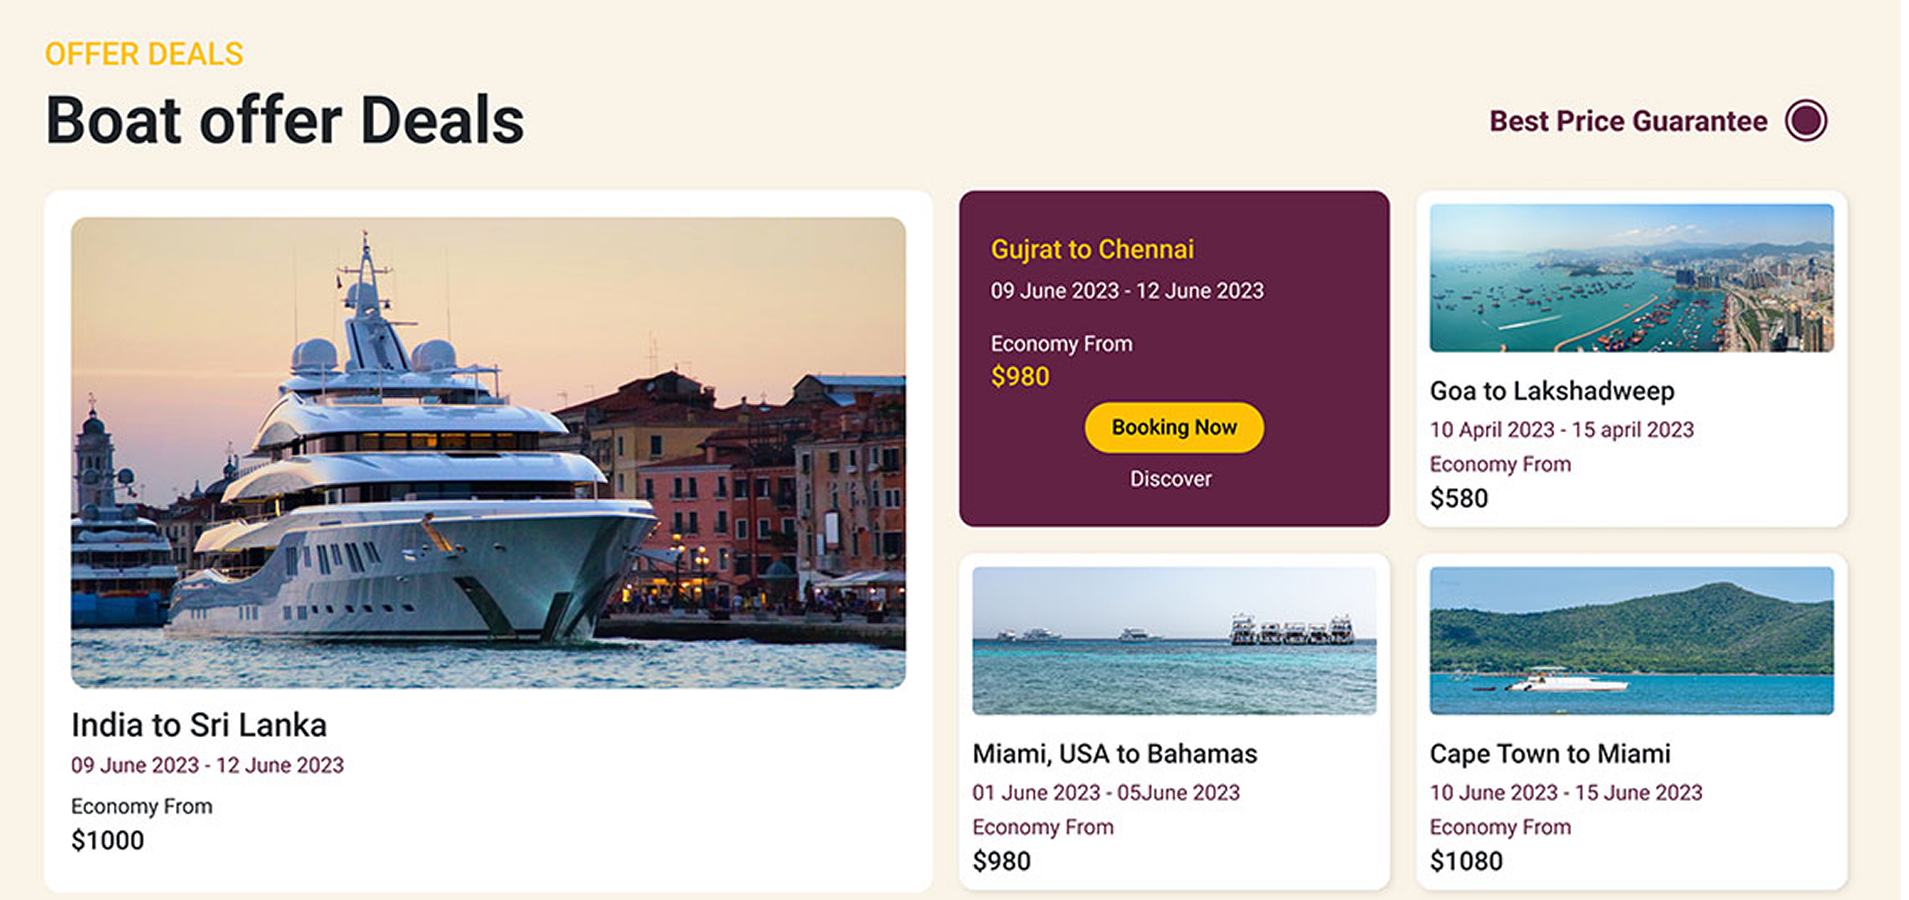 OFFER DEALS
Boat offer Deals
Best Price Guarantee
India to Sri Lanka
09 June 2023 - 12 June 2023
Economy From
$1000
Gujrat to Chennai
09 June 2023 - 12 June 2023
Economy From
$980
Booking Now
Discover
Goa to Lakshadweep
10 April 2023 - 15 april 2023
Economy From
$580
Miami, USA to Bahamas
01 June 2023 - 05June 2023
Economy From
$980
Cape Town to Miami
10 June 2023 - 15 June 2023
Economy From
$1080